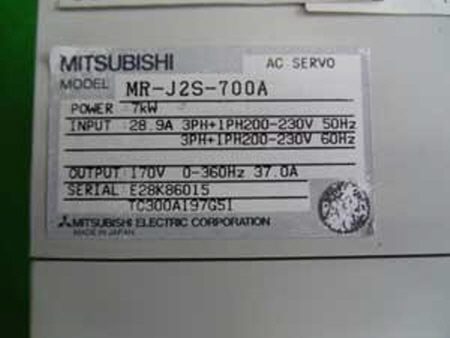 MITSUBISHI AC SERVO
MODEL MR-J2S-700A
POWER 7kW
INPUT 28.9A 3PH+1PH200-230V 50Hz
3PH+1PH200-230V 60Hz
OUTPUT 170V 0-360Hz 37.0A
SERIAL E28K86015
TC300A197G51
MITSUBISHI ELECTRIC CORPORATION
MADE IN JAPAN